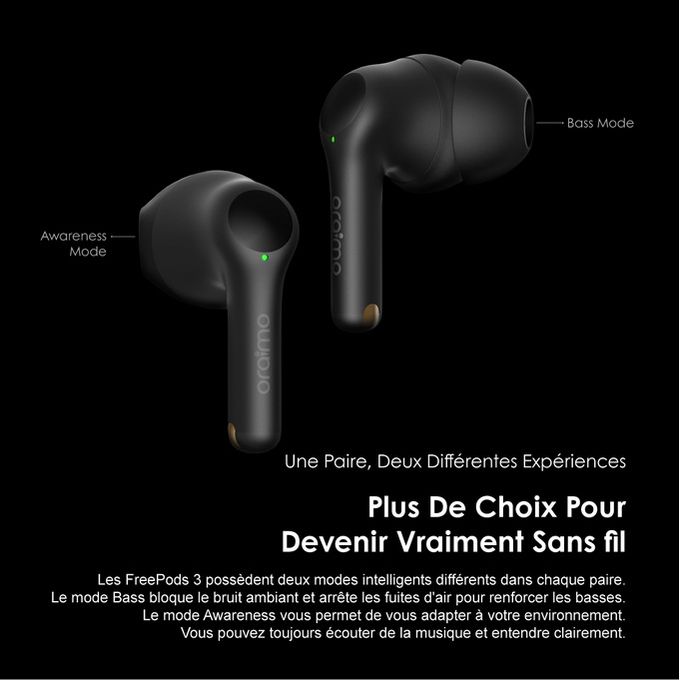 Bass Mode
oraimo
Awareness
Mode
oraimo
Une Paire, Deux Différentes Expériences
Plus De Choix Pour
Devenir Vraiment Sans fil
Les FreePods 3 possèdent deux modes intelligents différents dans chaque paire.
Le mode Bass bloque le bruit ambiant et arrête les fuites d'air pour renforcer les basses.
Le mode Awareness vous permet de vous adapter à votre environnement.
Vous pouvez toujours écouter de la musique et entendre clairement.